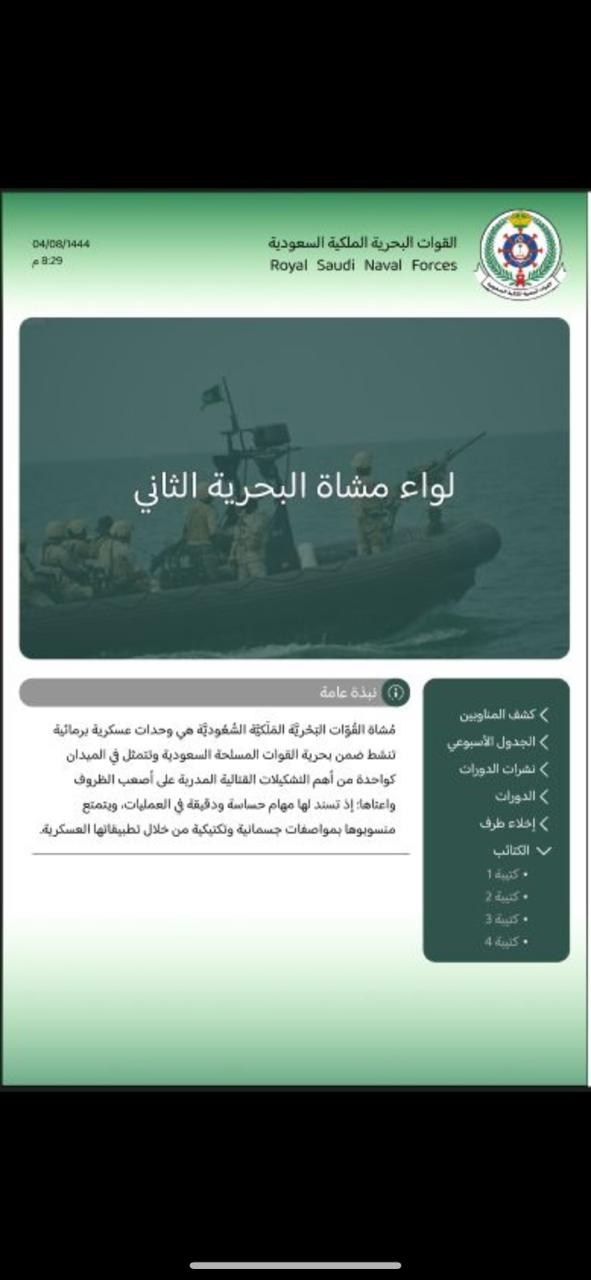 القوات البحرية الملكية السعودية
Royal Saudi Naval Forces
04/08/1444
8:29 م
لواء مشاة البحرية الثاني
كشف المناوبين
الجدول الأسبوعي
نشرات الدورات
الدورات
إخلاء طرف
الكتائب
• كتيبة 1
• كتيبة 2
• كتيبة 3
• كتيبة 4
نبذة عامة
مُشاة القُوّات البَحْريَّة المَلَكيَّة السُّعُوديَّة هي وحدات عسكرية برمائية
تنشط ضمن بحرية القوات المسلحة السعودية وتتمثل في الميدان
كواحدة من أهم التشكيلات القتالية المدربة على أصعب الظروف
واعتاها؛ إذ تسند لها مهام حساسة ودقيقة في العمليات، ويتمتع
منسوبوها بمواصفات جسمانية وتكتيكية من خلال تطبيقاتها العسكرية.